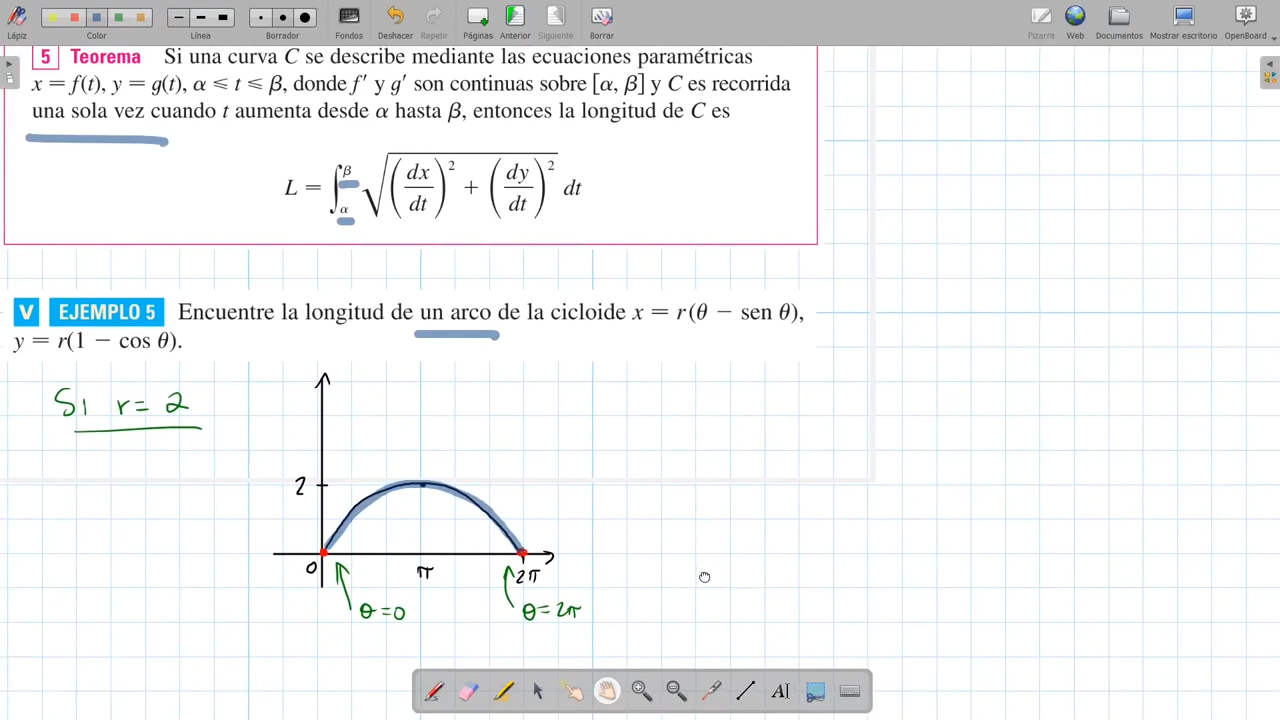 Lápiz Color Línea Borrador Fondos Deshacer Repetir Páginas Anterior Siguiente Borrar Pizarra Web Documentos Mostrar escritorio OpenBoard
5 Teorema Si una curva C se describe mediante las ecuaciones paramétricas
x = f(t), y = g(t), α ⩽ t ⩽ β, donde f′ y g′ son continuas sobre [α, β] y C es recorrida
una sola vez cuando t aumenta desde α hasta β, entonces la longitud de C es
L = ∫_α^β √((dx/dt)² + (dy/dt)²) dt
V EJEMPLO 5 Encuentre la longitud de un arco de la cicloide x = r(θ − sen θ),
y = r(1 − cos θ).
Si r = 2
2
0 π 2π
θ = 0 θ = 2π